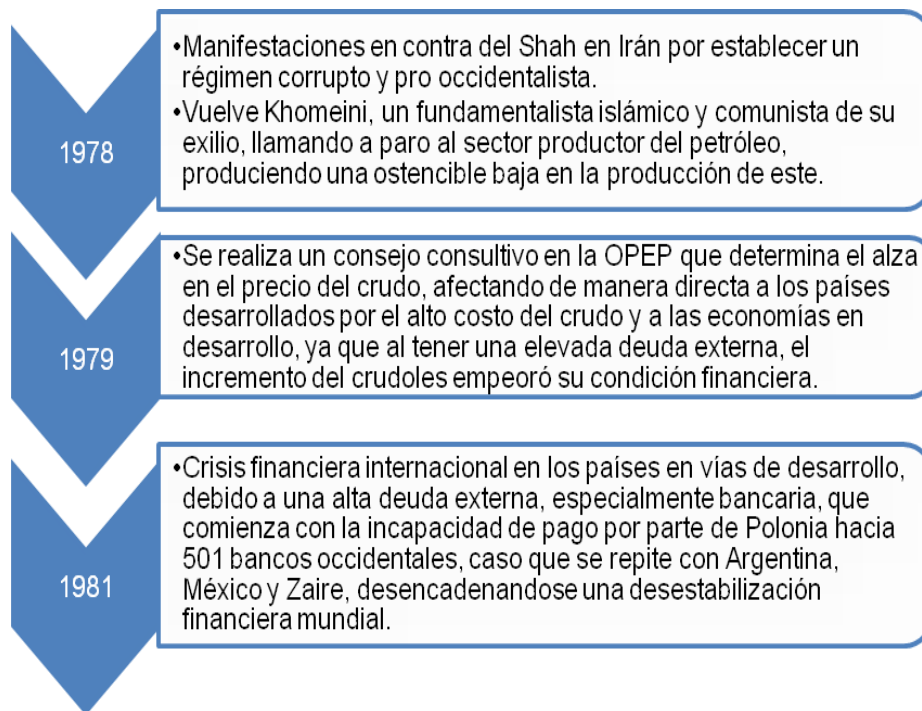 1978
•Manifestaciones en contra del Shah en Irán por establecer un
régimen corrupto y pro occidentalista.
•Vuelve Khomeini, un fundamentalista islámico y comunista de su
exilio, llamando a paro al sector productor del petróleo,
produciendo una ostencible baja en la producción de este.
1979
•Se realiza un consejo consultivo en la OPEP que determina el alza
en el precio del crudo, afectando de manera directa a los países
desarrollados por el alto costo del crudo y a las economías en
desarrollo, ya que al tener una elevada deuda externa, el
incremento del crudoles empeoró su condición financiera.
1981
•Crisis financiera internacional en los países en vías de desarrollo,
debido a una alta deuda externa, especialmente bancaria, que
comienza con la incapacidad de pago por parte de Polonia hacia
501 bancos occidentales, caso que se repite con Argentina,
México y Zaire, desencadenandose una desestabilización
financiera mundial.